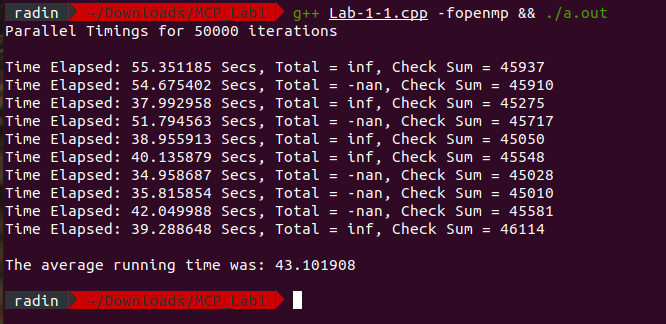 radin ~/Downloads/MCP_Lab1 g++ Lab-1-1.cpp -fopenmp && ./a.out
Parallel Timings for 50000 iterations
Time Elapsed: 55.351185 Secs, Total = inf, Check Sum = 45937
Time Elapsed: 54.675402 Secs, Total = -nan, Check Sum = 45910
Time Elapsed: 37.992958 Secs, Total = inf, Check Sum = 45275
Time Elapsed: 51.794563 Secs, Total = -nan, Check Sum = 45717
Time Elapsed: 38.955913 Secs, Total = inf, Check Sum = 45050
Time Elapsed: 40.135879 Secs, Total = inf, Check Sum = 45548
Time Elapsed: 34.958687 Secs, Total = -nan, Check Sum = 45028
Time Elapsed: 35.815854 Secs, Total = -nan, Check Sum = 45010
Time Elapsed: 42.049988 Secs, Total = -nan, Check Sum = 45581
Time Elapsed: 39.288648 Secs, Total = inf, Check Sum = 46114
The average running time was: 43.101908
radin ~/Downloads/MCP_Lab1